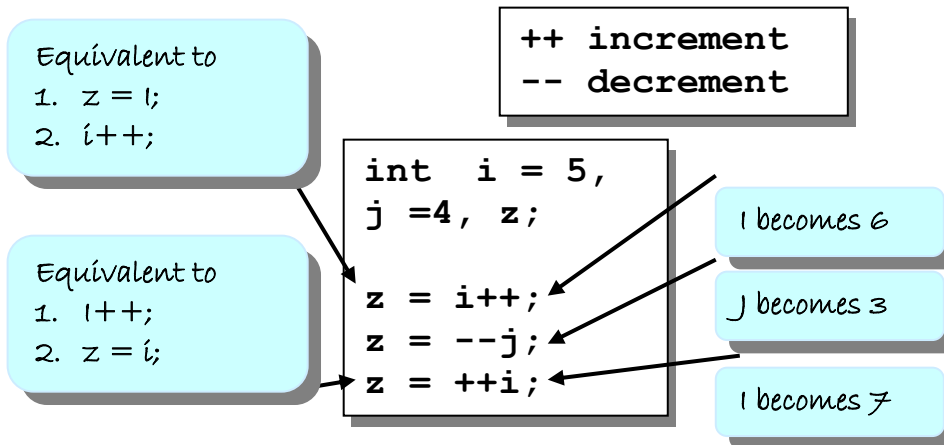 Equivalent to
1. z = I;
2. i++;
++ increment
-- decrement
int i = 5,
j =4, z;
z = i++;
z = --j;
z = ++i;
Equivalent to
1. I++;
2. z = i;
I becomes 6
J becomes 3
I becomes 7